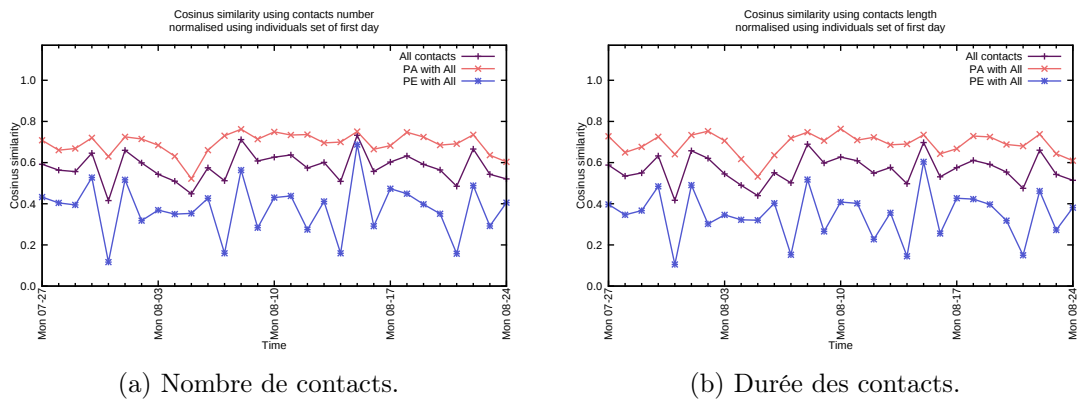 Cosinus similarity using contacts number
normalised using individuals set of first day
All contacts
PA with All
PE with All
1.0
0.8
0.6
0.4
0.2
0.0
Cosinus similarity
Mon 07-27
Mon 08-03
Mon 08-10
Mon 08-17
Mon 08-24
Time
(a) Nombre de contacts.
Cosinus similarity using contacts length
normalised using individuals set of first day
All contacts
PA with All
PE with All
1.0
0.8
0.6
0.4
0.2
0.0
Cosinus similarity
Mon 07-27
Mon 08-03
Mon 08-10
Mon 08-17
Mon 08-24
Time
(b) Durée des contacts.